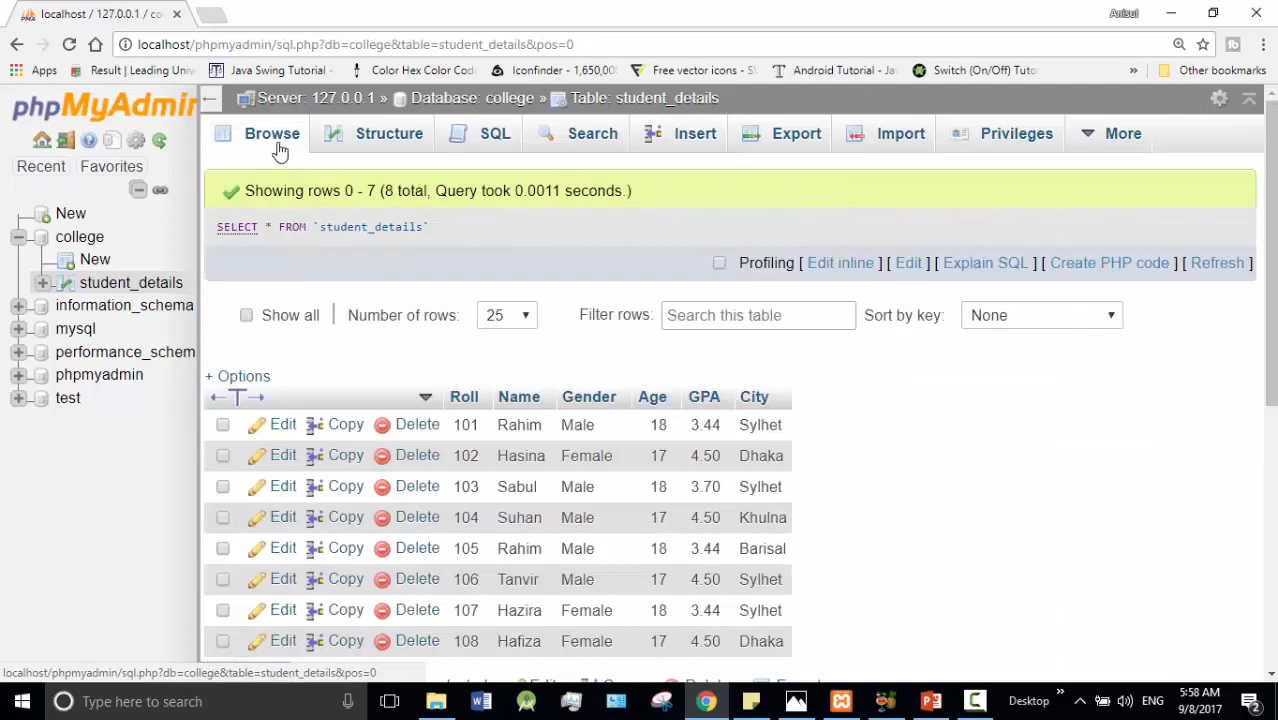 localhost / 127.0.0.1 / co
Anisul
localhost/phpmyadmin/sql.php?db=college&table=student_details&pos=0
Apps Result | Leading Univ Java Swing Tutorial - Color Hex Color Cod Iconfinder - 1,650,00 Free vector icons - SV Android Tutorial - Ja Switch (On/Off) Tuto » Other bookmarks
phpMyAdmin
Server: 127.0.0.1 » Database: college » Table: student_details
Browse Structure SQL Search Insert Export Import Privileges More
Recent Favorites
New
college
New
student_details
information_schema
mysql
performance_schem
phpmyadmin
test
Showing rows 0 - 7 (8 total, Query took 0.0011 seconds.)
SELECT * FROM `student_details`
Profiling [ Edit inline ] [ Edit ] [ Explain SQL ] [ Create PHP code ] [ Refresh ]
Show all Number of rows: 25 Filter rows: Search this table Sort by key: None
+ Options
←T→ Roll Name Gender Age GPA City
Edit Copy Delete 101 Rahim Male 18 3.44 Sylhet
Edit Copy Delete 102 Hasina Female 17 4.50 Dhaka
Edit Copy Delete 103 Sabul Male 18 3.70 Sylhet
Edit Copy Delete 104 Suhan Male 17 4.50 Khulna
Edit Copy Delete 105 Rahim Male 18 3.44 Barisal
Edit Copy Delete 106 Tanvir Male 17 4.50 Sylhet
Edit Copy Delete 107 Hazira Female 18 3.44 Sylhet
Edit Copy Delete 108 Hafiza Female 17 4.50 Dhaka
localhost/phpmyadmin/sql.php?db=college&table=student_details&pos=0
Type here to search
Desktop » ENG 5:58 AM
9/8/2017
2